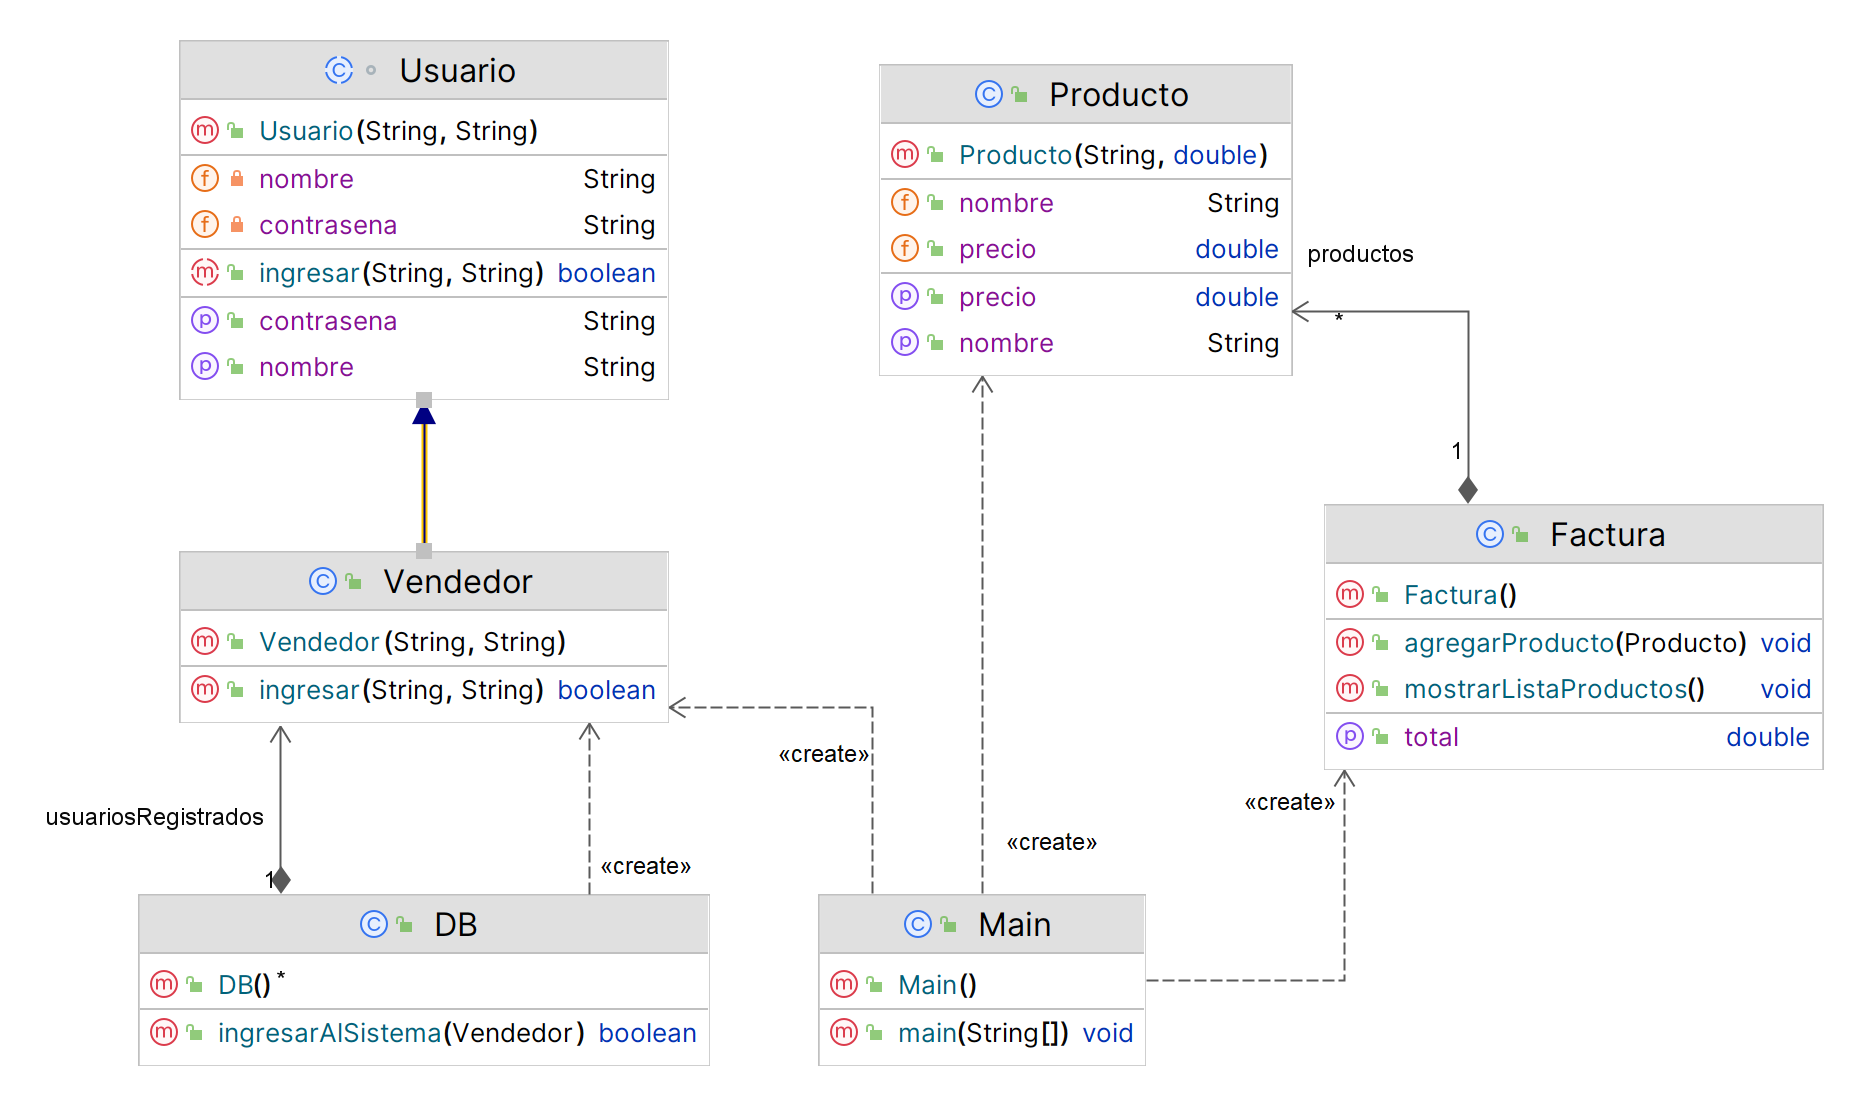 Usuario
Usuario(String, String)
nombre String
contrasena String
ingresar(String, String) boolean
contrasena String
nombre String
Producto
Producto(String, double)
nombre String
precio double
precio double
nombre String
productos
*
1
Factura
Factura()
agregarProducto(Producto) void
mostrarListaProductos() void
total double
Vendedor
Vendedor(String, String)
ingresar(String, String) boolean
«create»
«create»
usuariosRegistrados
«create»
«create»
1
DB
DB() *
ingresarAlSistema(Vendedor) boolean
Main
Main()
main(String[]) void